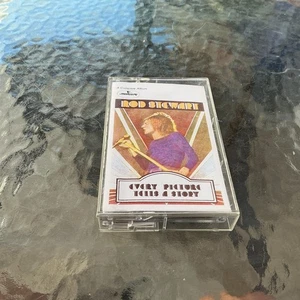 ROD STEWART
EVERY PICTURE
TELLS A STORY